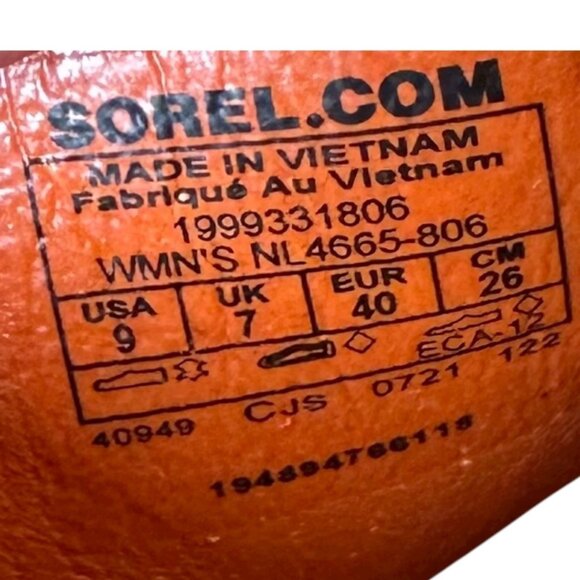 SOREL.COM
MADE IN VIETNAM
Fabriqué Au Vietnam
1999331806
WMN'S NL4665-806
USA UK EUR CM
9 7 40 26
ECA-12
40949 CJS 0721 122
194894766118